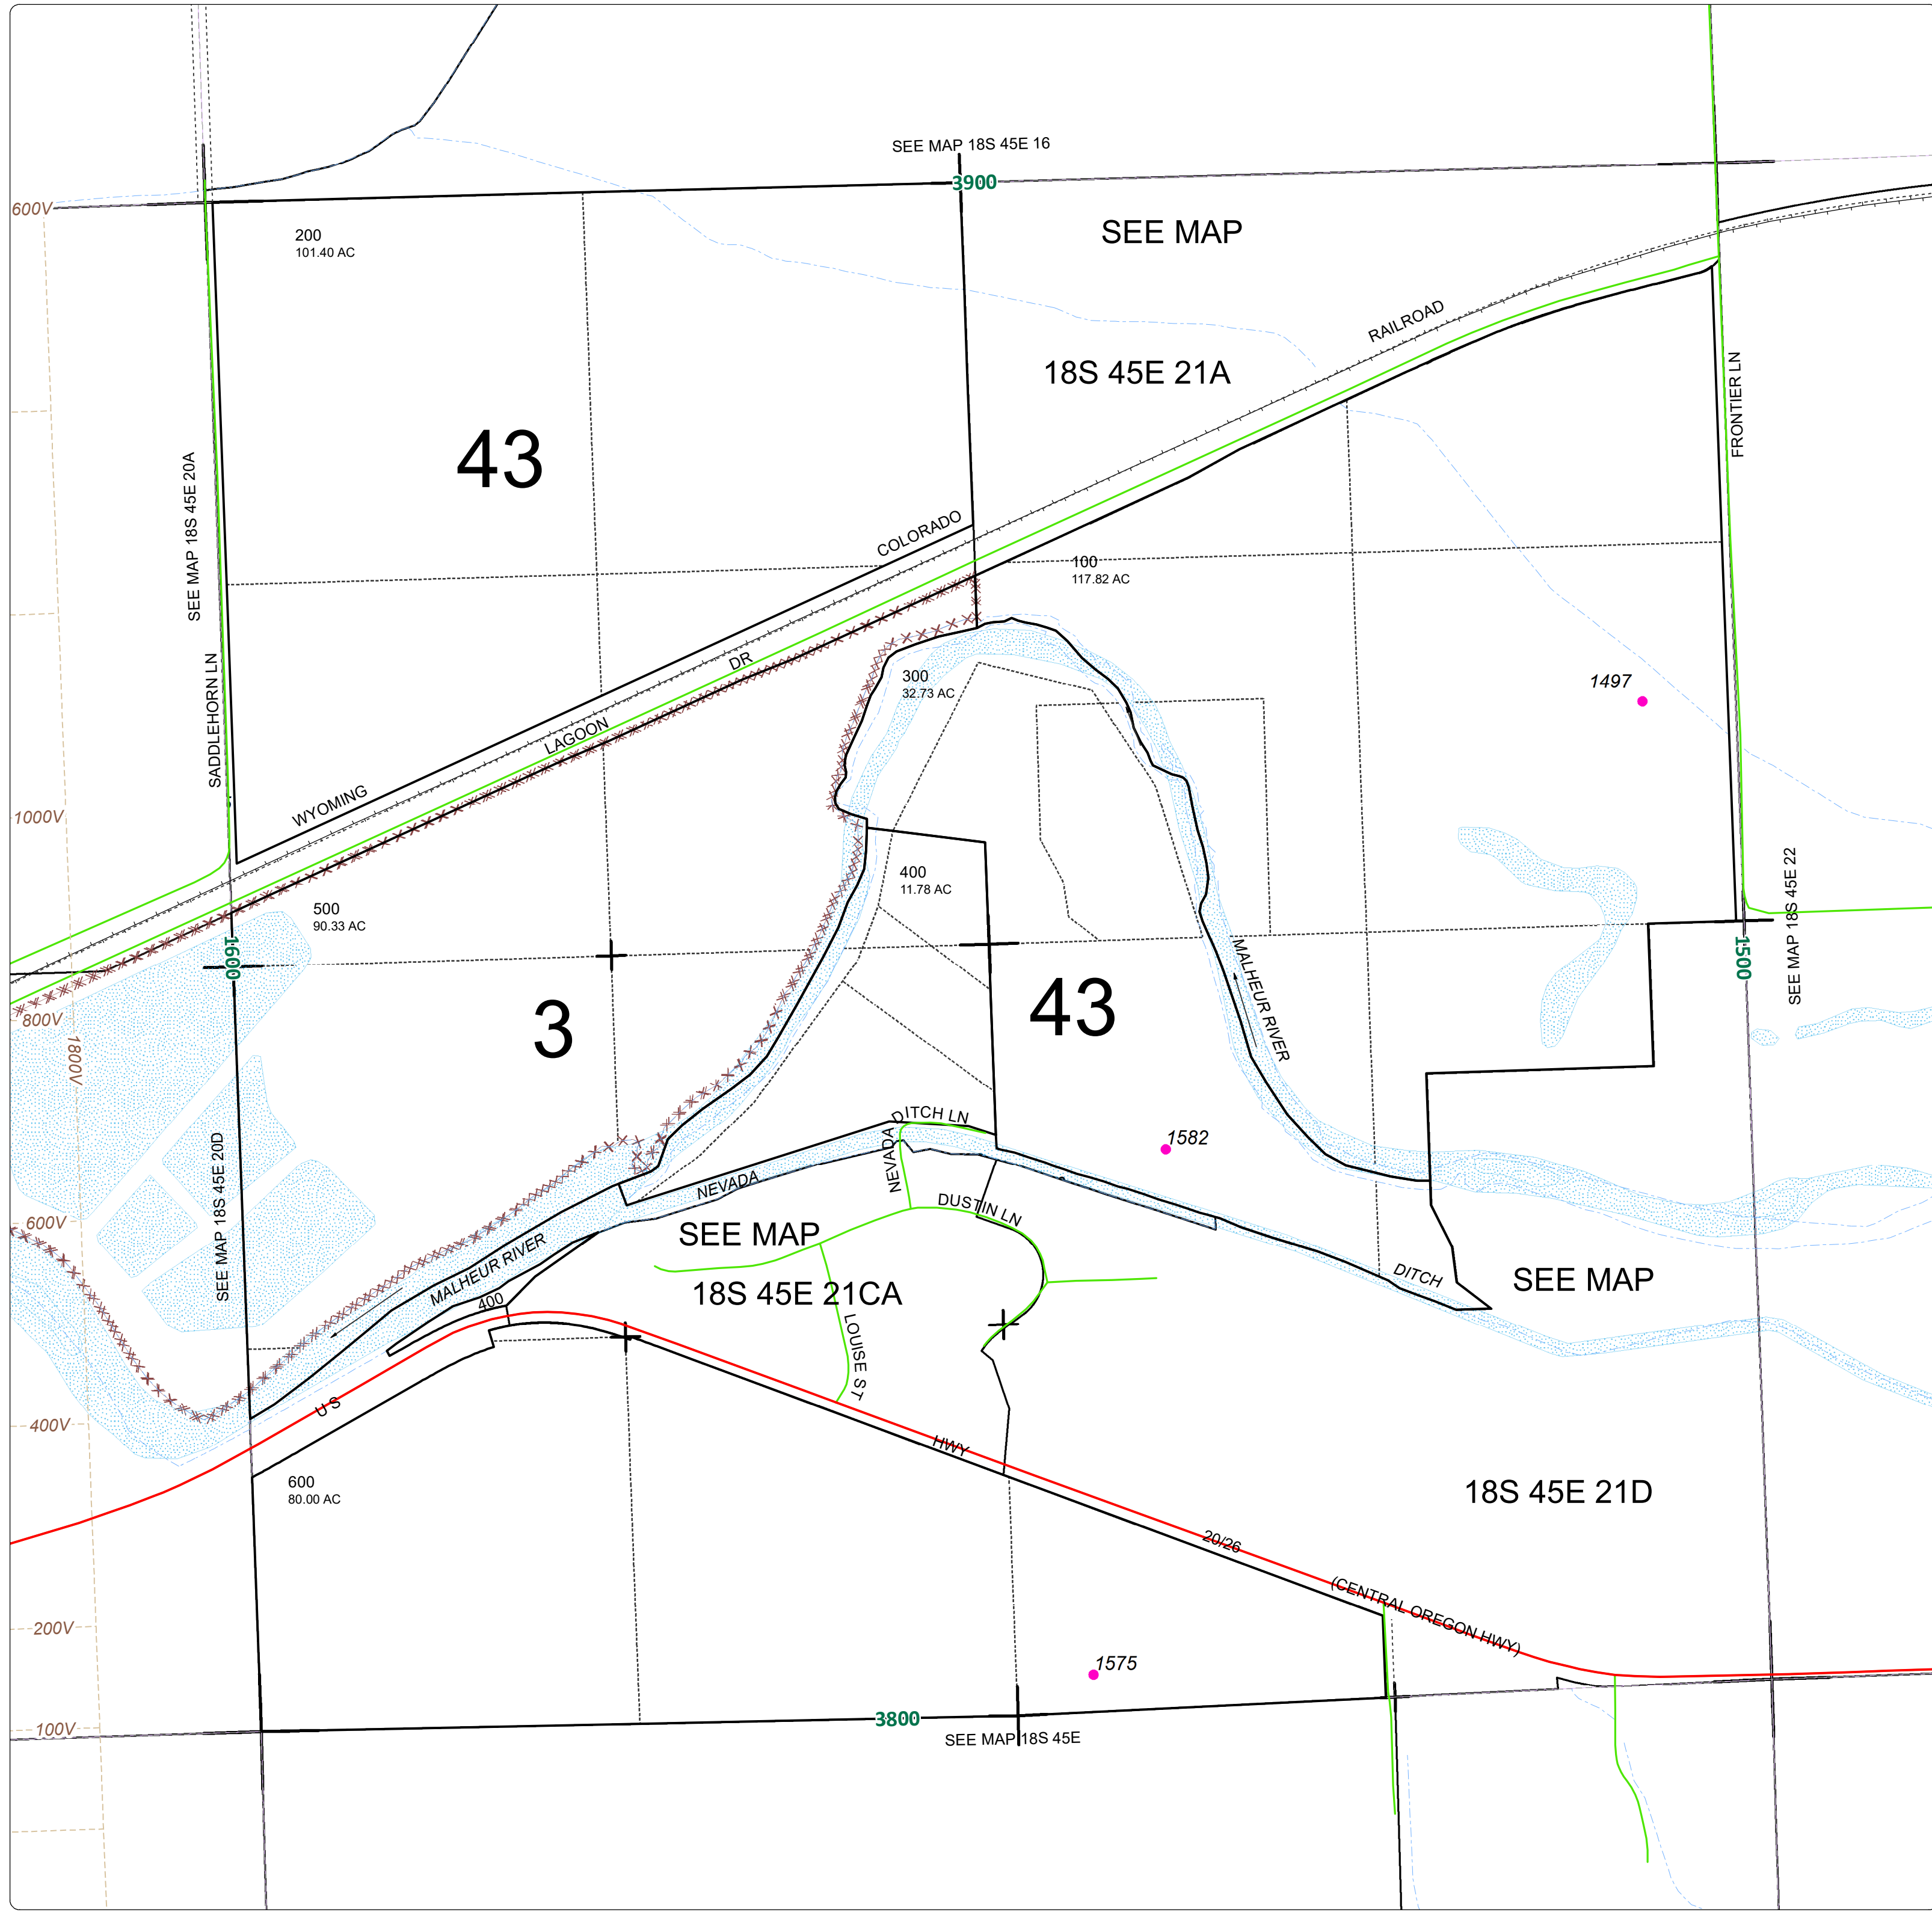 SEE MAP 18S 45E 16
3900
600V
SEE MAP
200
101.40 AC
RAILROAD
18S 45E 21A
43
FRONTIER LN
SEE MAP 18S 45E 20A
COLORADO
100
117.82 AC
DR
300
32.73 AC
1497
SADDLEHORN LN
LAGOON
WYOMING
1000V
400
11.78 AC
SEE MAP 18S 45E 22
500
90.33 AC
1600
1500
MALHEUR RIVER
43
3
800V
1800V
DITCH LN
1582
NEVADA
NEVADA
SEE MAP 18S 45E 20D
DUSTIN LN
600V
SEE MAP
MALHEUR RIVER
DITCH
SEE MAP
18S 45E 21CA
400
LOUISE ST
US
400V
HWY
600
80.00 AC
18S 45E 21D
20/26
(CENTRAL OREGON HWY)
200V
1575
3800
100V
SEE MAP 18S 45E